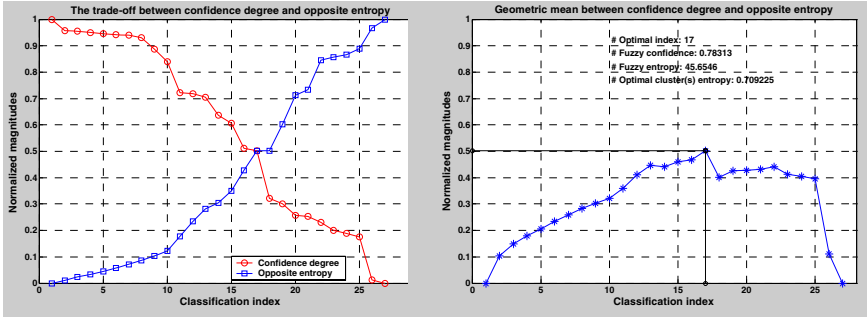 The trade-off between confidence degree and opposite entropy
1
0.9
0.8
0.7
0.6
0.5
0.4
0.3
0.2
0.1
0
Normalized magnitudes
0 5 10 15 20 25
Classification index
Confidence degree
Opposite entropy
Geometric mean between confidence degree and opposite entropy
# Optimal index: 17
# Fuzzy confidence: 0.78313
# Fuzzy entropy: 45.6546
# Optimal cluster(s) entropy: 0.709225
1
0.9
0.8
0.7
0.6
0.5
0.4
0.3
0.2
0.1
0
Normalized magnitudes
0 5 10 15 20 25
Classification index